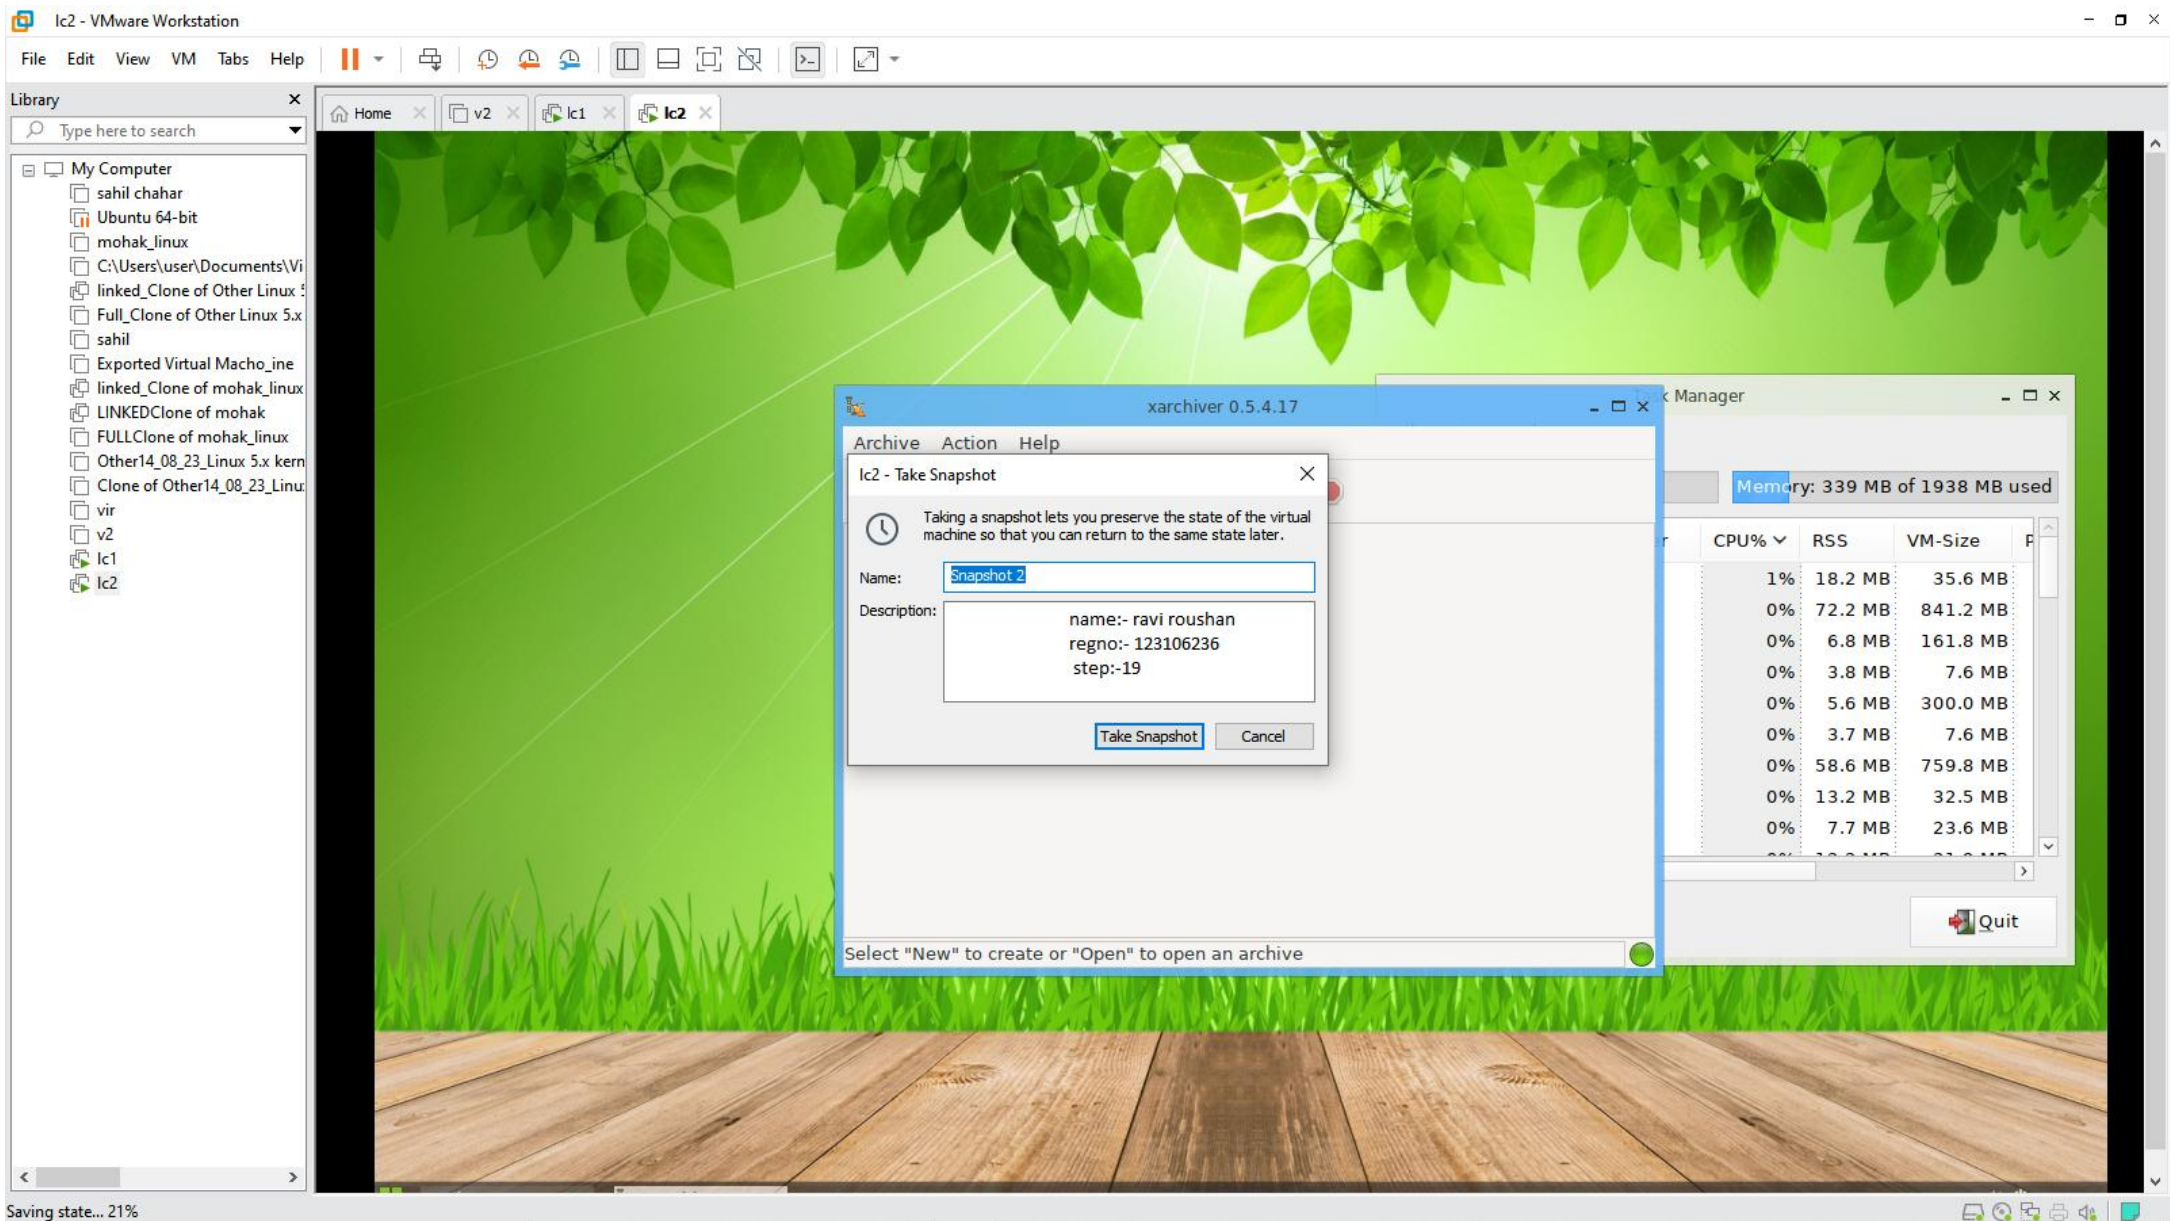 lc2 - VMware Workstation
File Edit View VM Tabs Help
Library
Home v2 lc1 lc2
Type here to search
My Computer
sahil chahar
Ubuntu 64-bit
mohak_linux
C:\Users\user\Documents\Vi
linked_Clone of Other Linux 5
Full_Clone of Other Linux 5.x
sahil
Exported Virtual Macho_ine
linked_Clone of mohak_linux
LINKEDClone of mohak
FULLClone of mohak_linux
Other14_08_23_Linux 5.x kern
Clone of Other14_08_23_Linu
vir
v2
lc1
lc2
xarchiver 0.5.4.17
Archive Action Help
lc2 - Take Snapshot
Taking a snapshot lets you preserve the state of the virtual
machine so that you can return to the same state later.
Name: Snapshot 2
Description:
name:- ravi roushan
regno:- 123106236
step:-19
Take Snapshot Cancel
Select "New" to create or "Open" to open an archive
Manager
Memory: 339 MB of 1938 MB used
CPU% RSS VM-Size
1% 18.2 MB 35.6 MB
0% 72.2 MB 841.2 MB
0% 6.8 MB 161.8 MB
0% 3.8 MB 7.6 MB
0% 5.6 MB 300.0 MB
0% 3.7 MB 7.6 MB
0% 58.6 MB 759.8 MB
0% 13.2 MB 32.5 MB
0% 7.7 MB 23.6 MB
Quit
Saving state... 21%